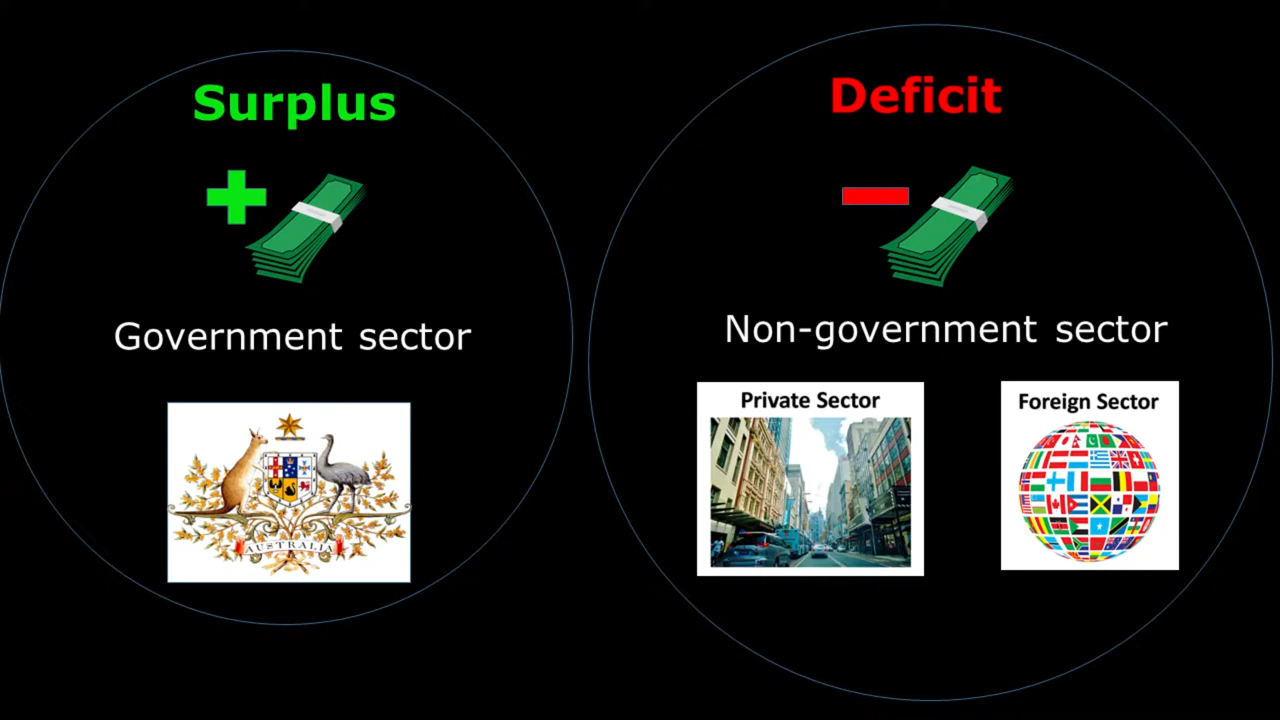 Surplus
Deficit
Government sector
Non-government sector
Private Sector
Foreign Sector
AUSTRALIA